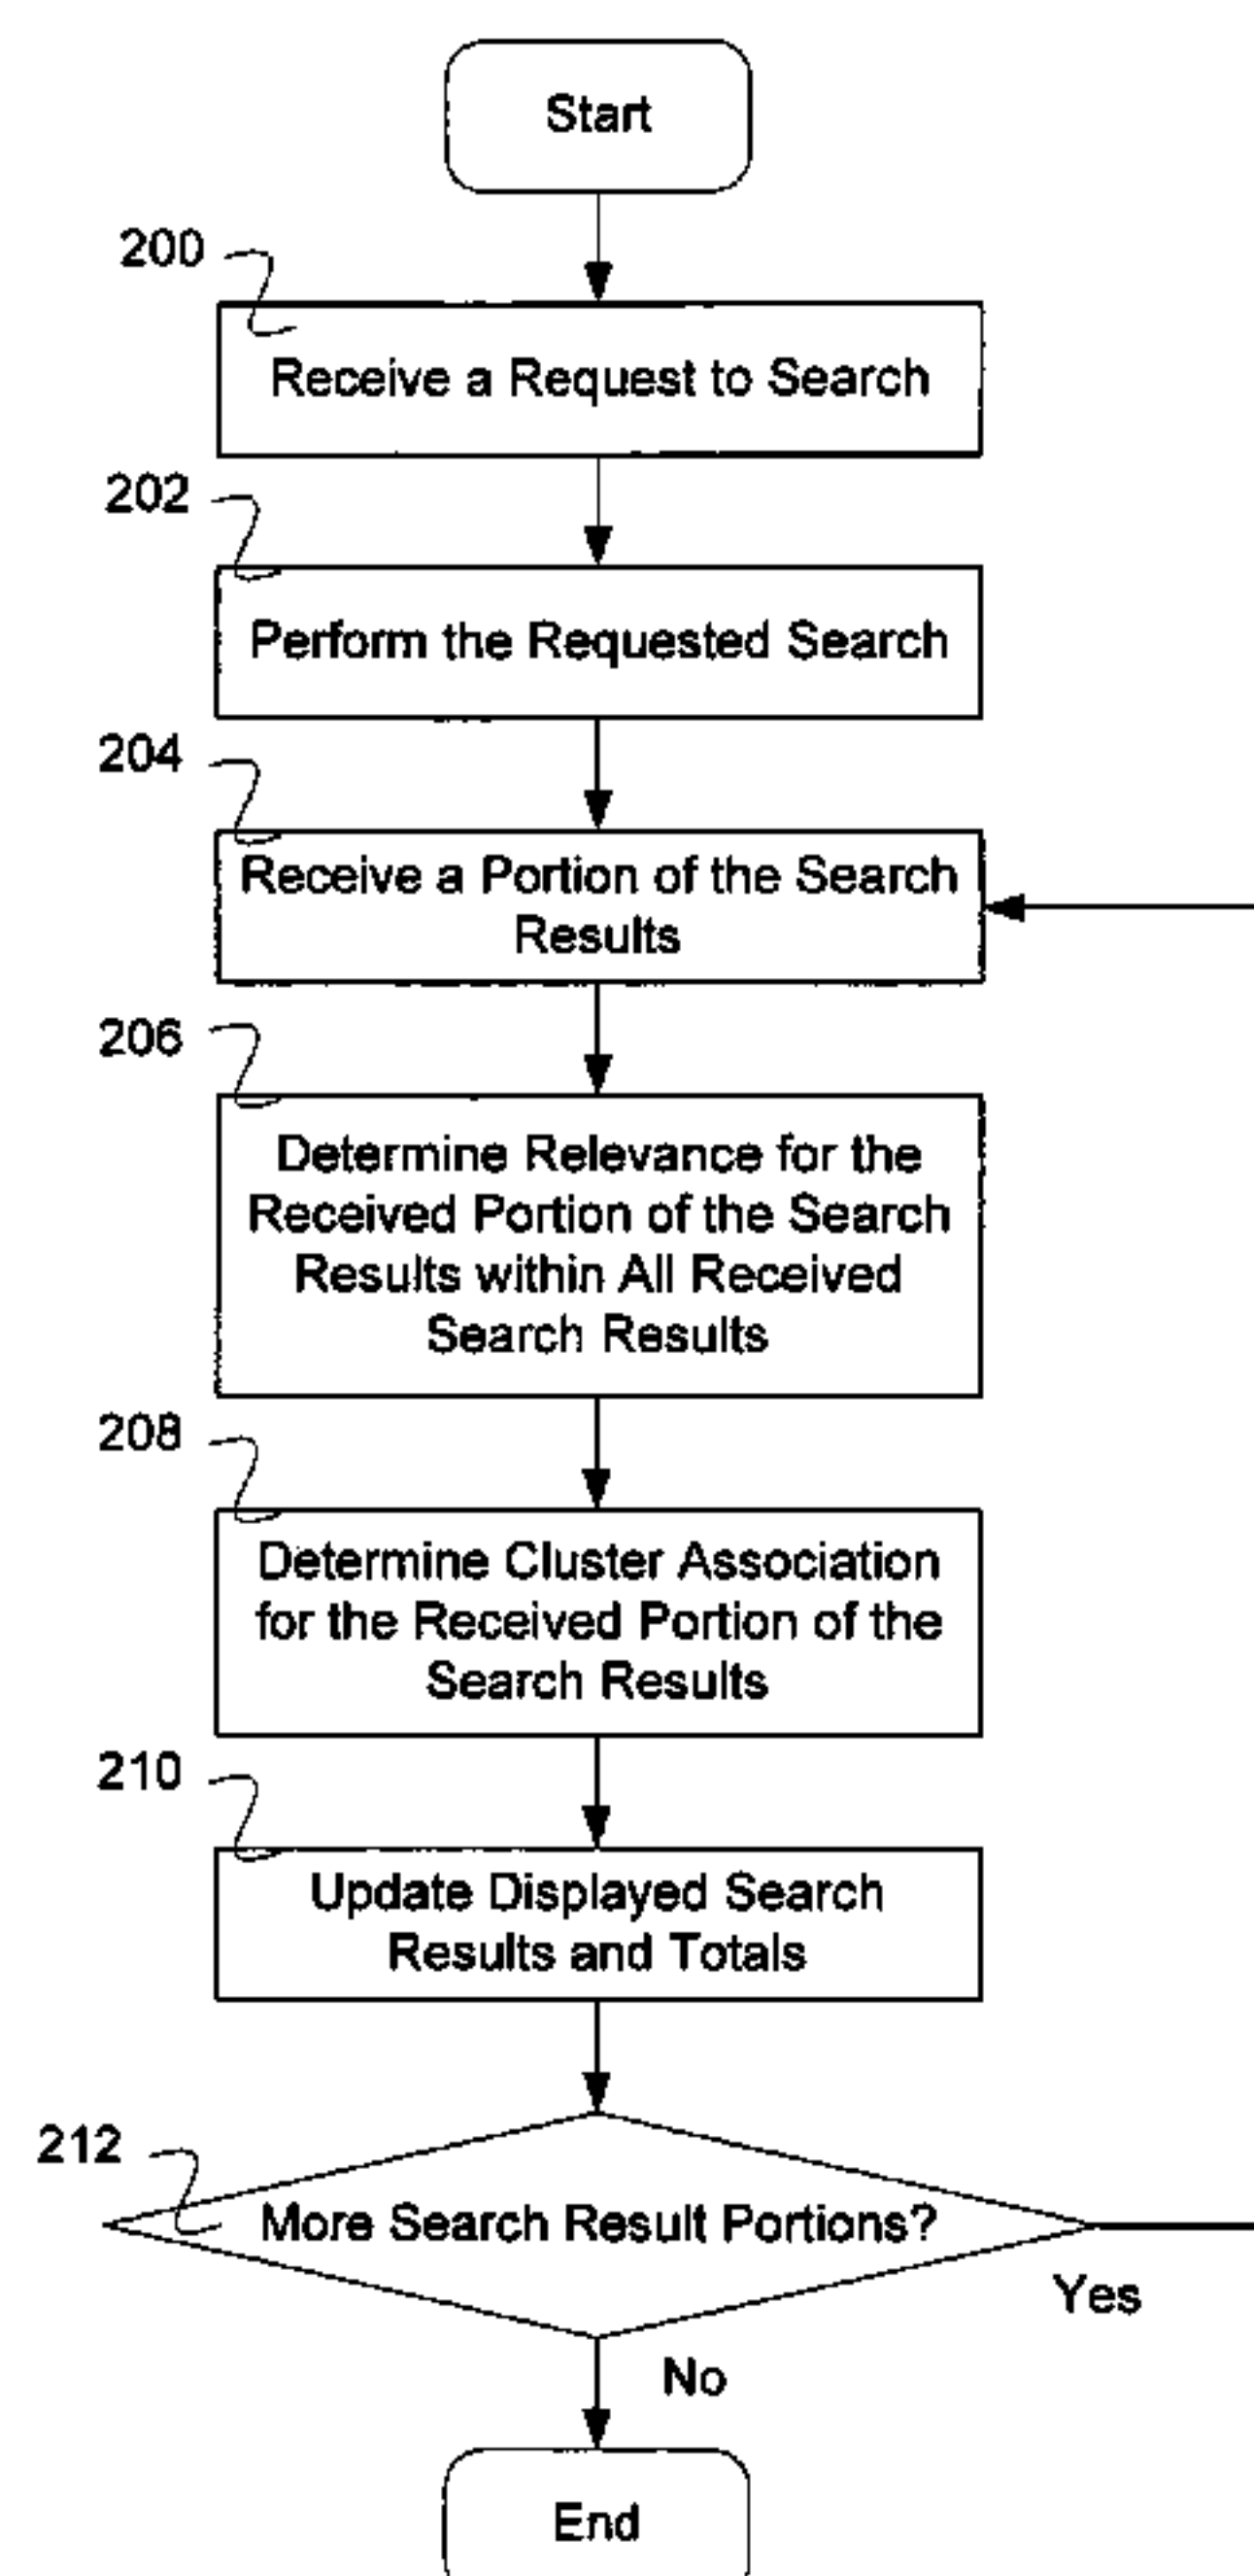 Start
200
Receive a Request to Search
202
Perform the Requested Search
204
Receive a Portion of the Search
Results
206
Determine Relevance for the
Received Portion of the Search
Results within All Received
Search Results
208
Determine Cluster Association
for the Received Portion of the
Search Results
210
Update Displayed Search
Results and Totals
212
More Search Result Portions?
Yes
No
End